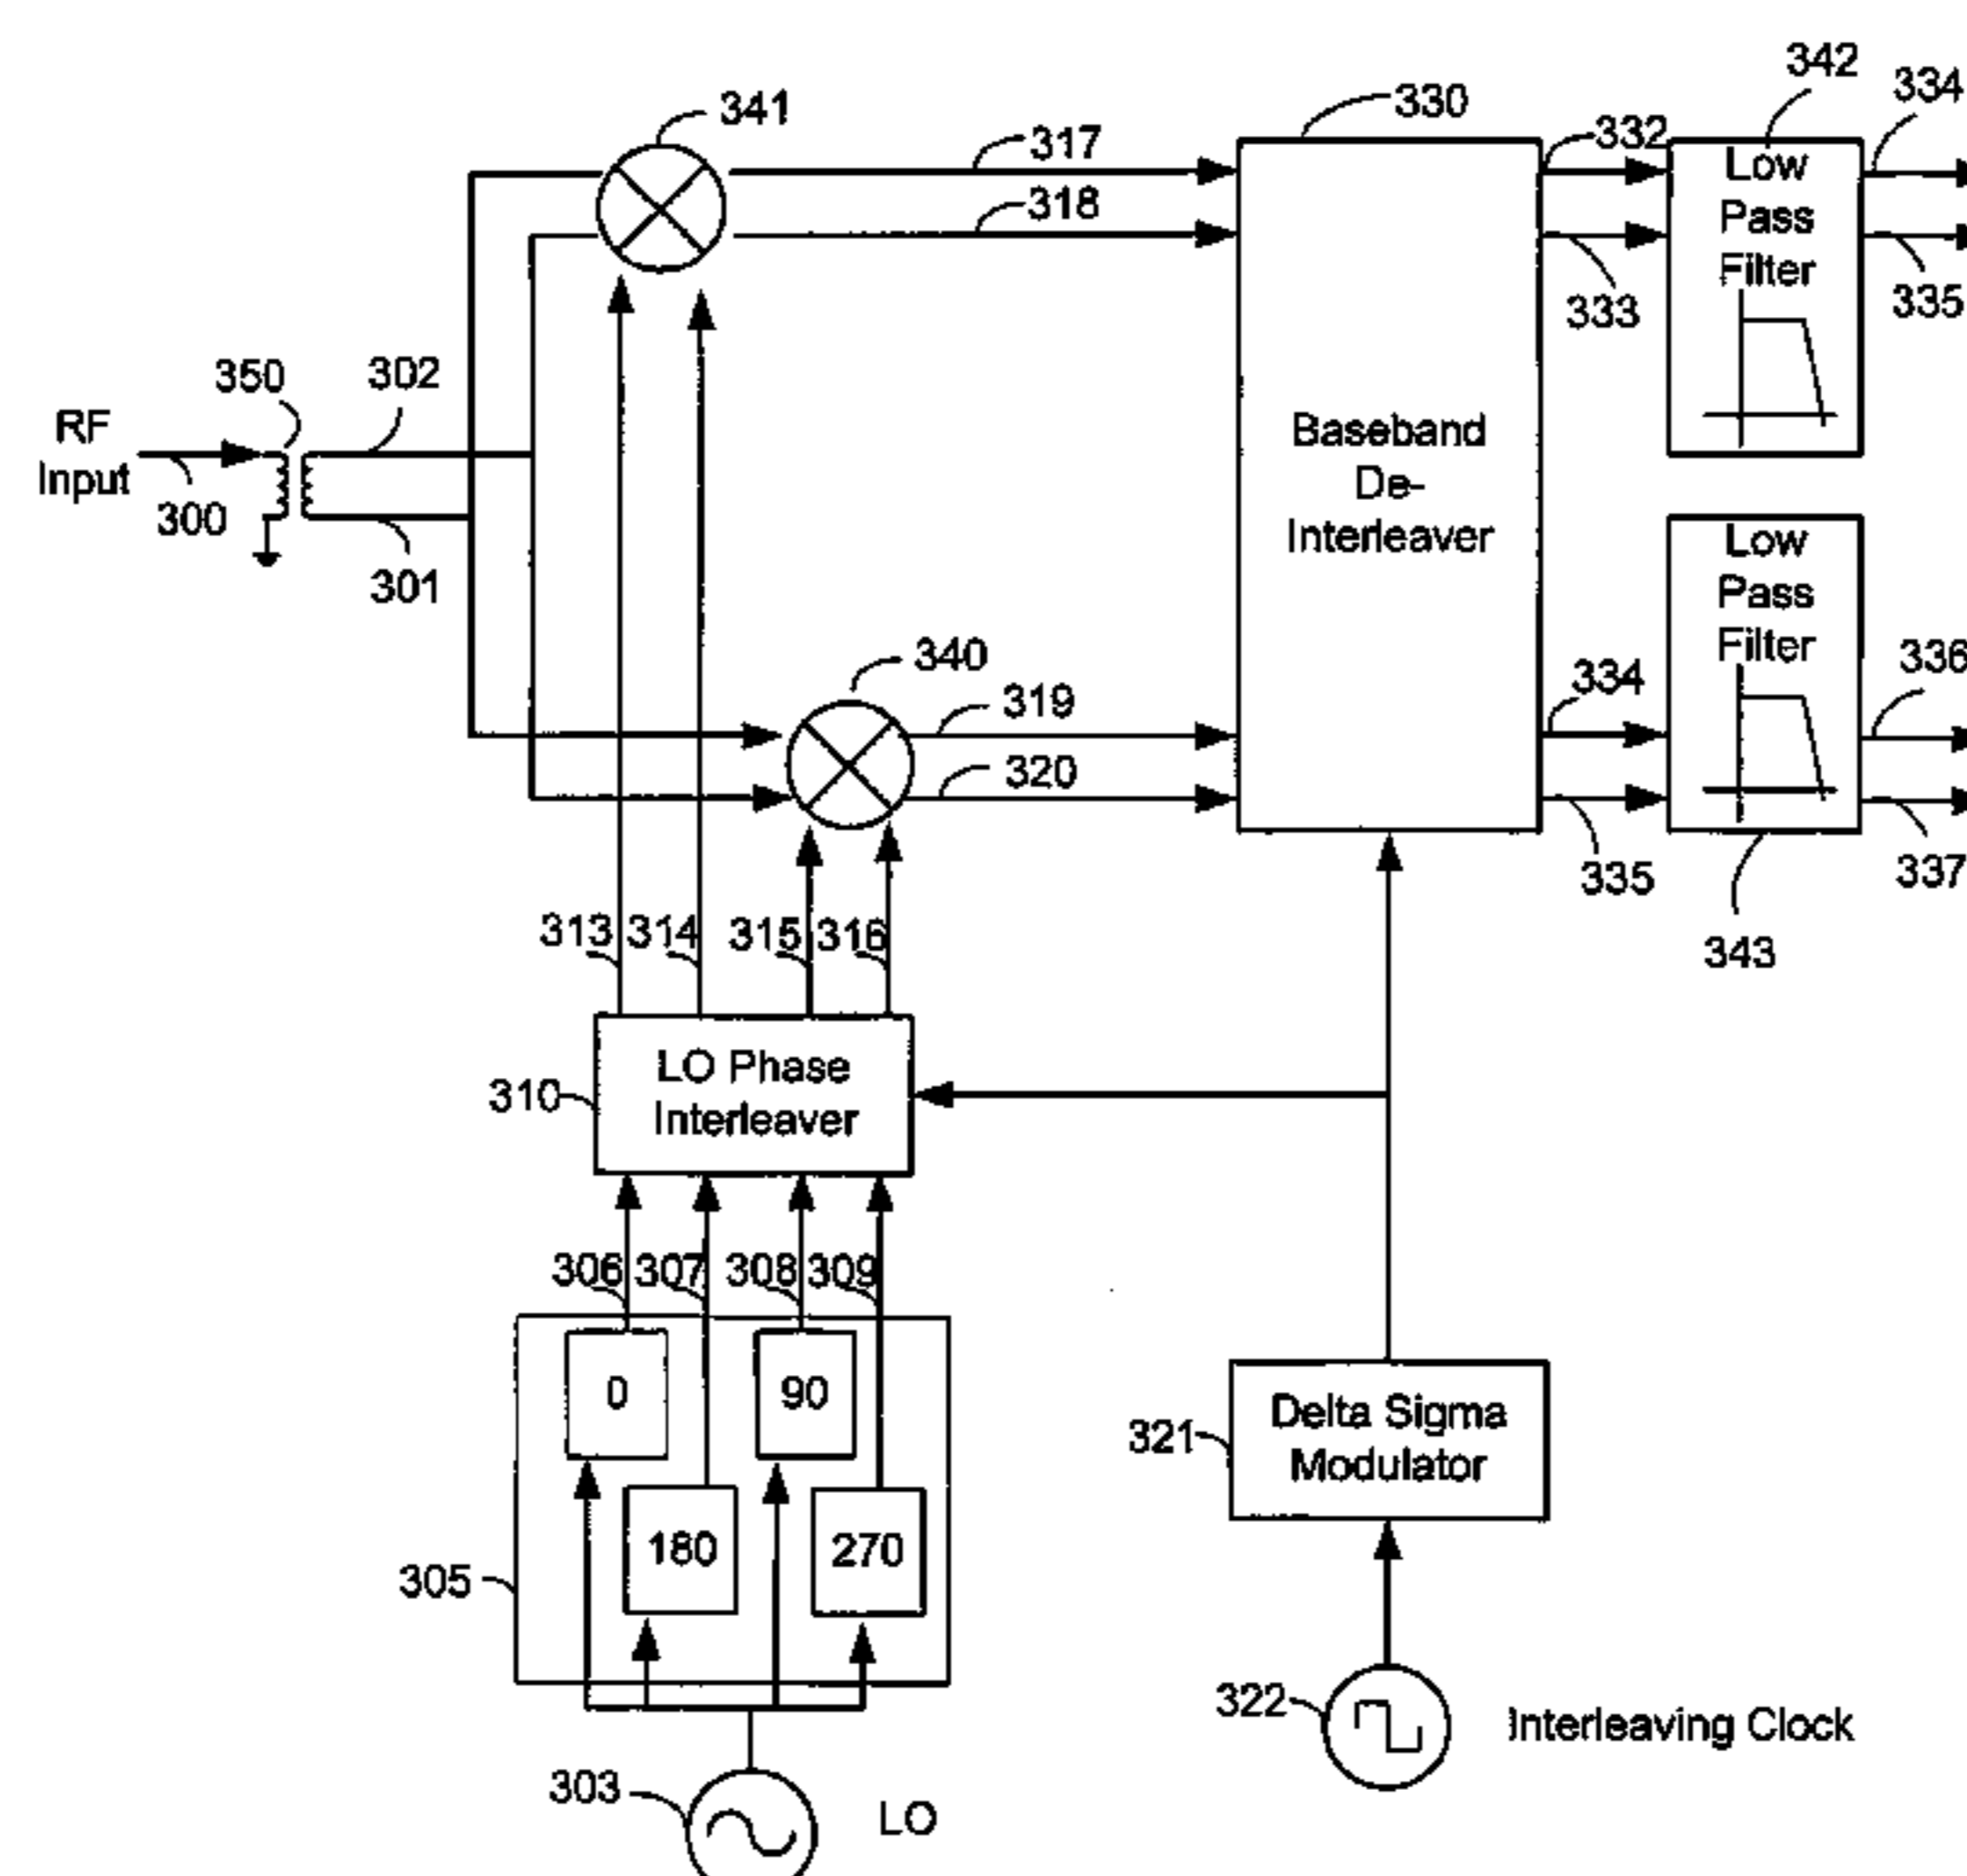 342
334
341
330
332
317
318
Low
Pass
Filter
333
335
350
302
RF
Input
300
301
Baseband
De-
Interleaver
Low
Pass
Filter
340
319
320
334
336
335
337
343
313
314
315
316
LO Phase
Interleaver
310
306
307
308
309
0
90
180
270
305
Delta Sigma
Modulator
321
322
Interleaving Clock
303
LO